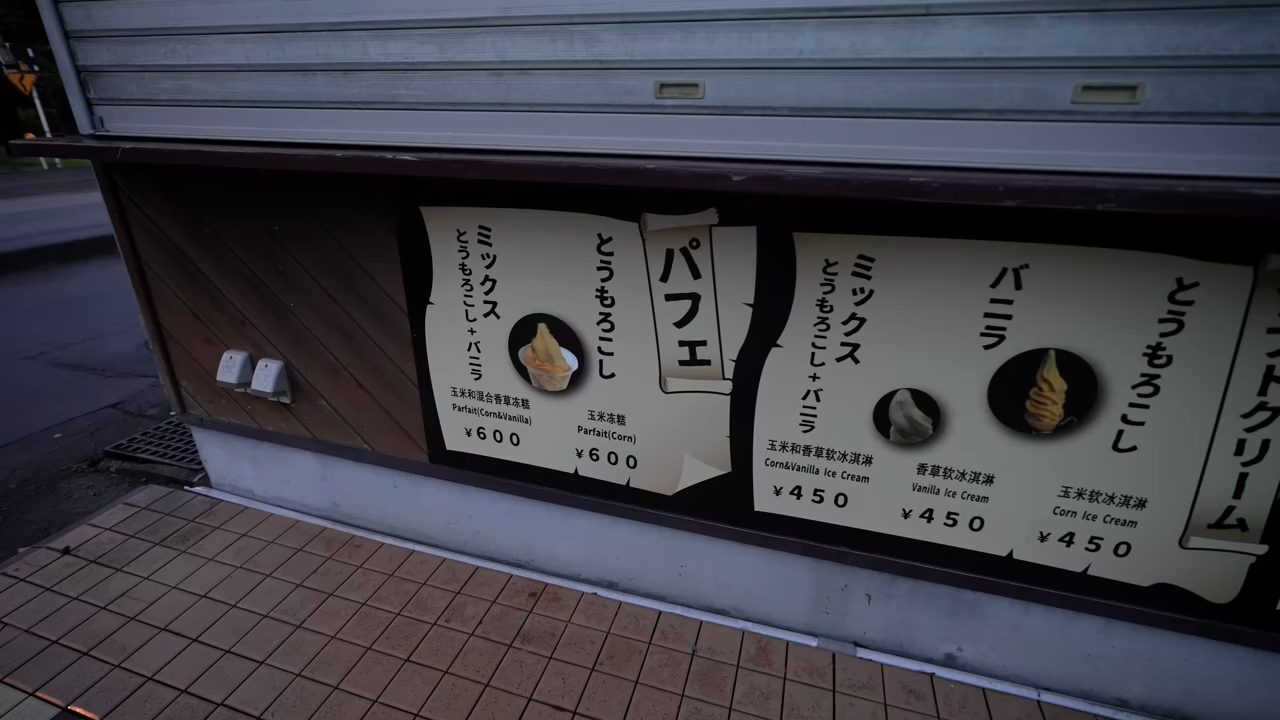 パフェ
とうもろこし
玉米冻糕
Parfait(Corn)
¥600
ミックス
とうもろこし+バニラ
玉米和混合香草冻糕
Parfait(Corn&Vanilla)
¥600
フトクリーム
とうもろこし
玉米软冰淇淋
Corn Ice Cream
¥450
バニラ
香草软冰淇淋
Vanilla Ice Cream
¥450
ミックス
とうもろこし+バニラ
玉米和香草软冰淇淋
Corn&Vanilla Ice Cream
¥450